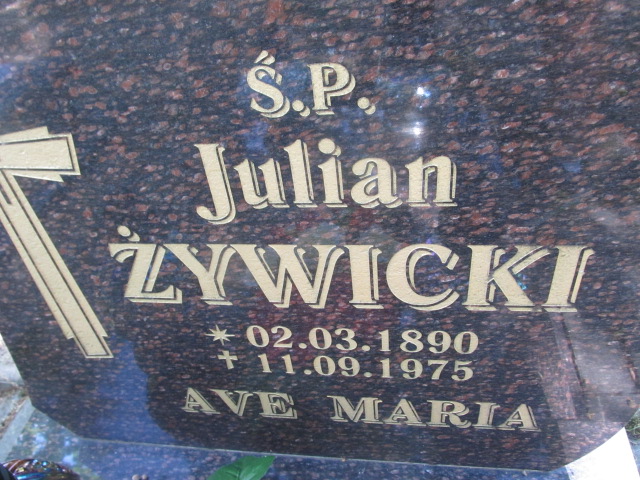 Ś.P.
Julian
ŻYWICKI
* 02.03.1890
✝ 11.09.1975
AVE MARIA